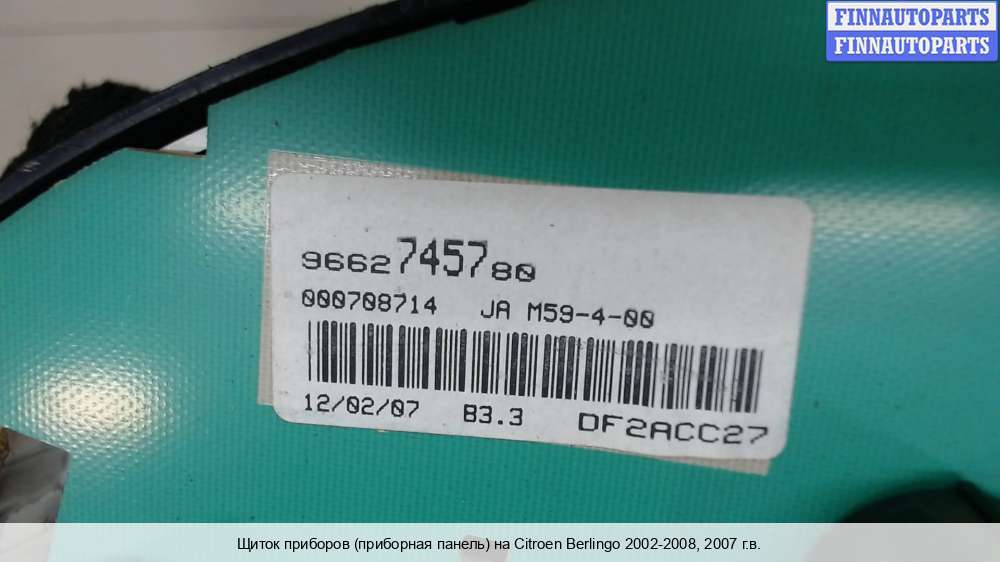 FINNAUTOPARTS
FINNAUTOPARTS
9662745780
000708714 JA M59-4-00
12/02/07 B3.3 DF2ACC27
Щиток приборов (приборная панель) на Citroen Berlingo 2002-2008, 2007 г.в.